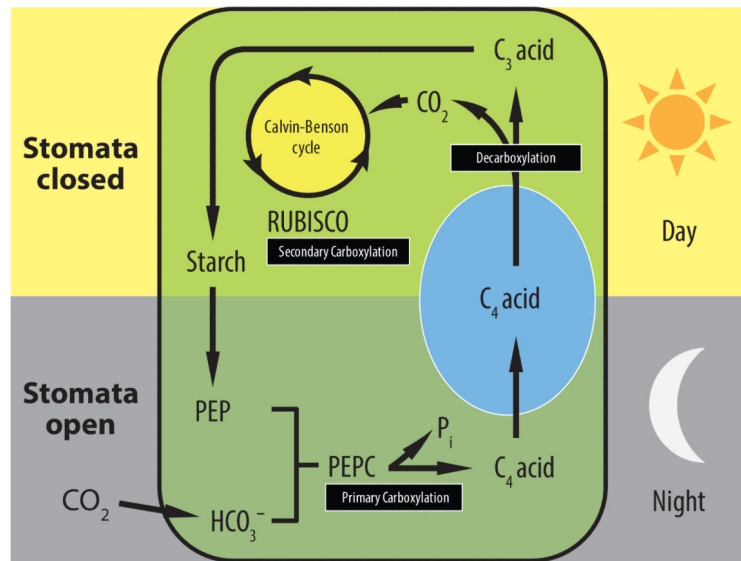 C₃ acid
CO₂
Calvin-Benson
cycle
Decarboxylation
Stomata
closed
RUBISCO
Secondary Carboxylation
Day
Starch
C₄ acid
Stomata
open
PEP
Pᵢ
PEPC
C₄ acid
Primary Carboxylation
CO₂
HCO₃⁻
Night